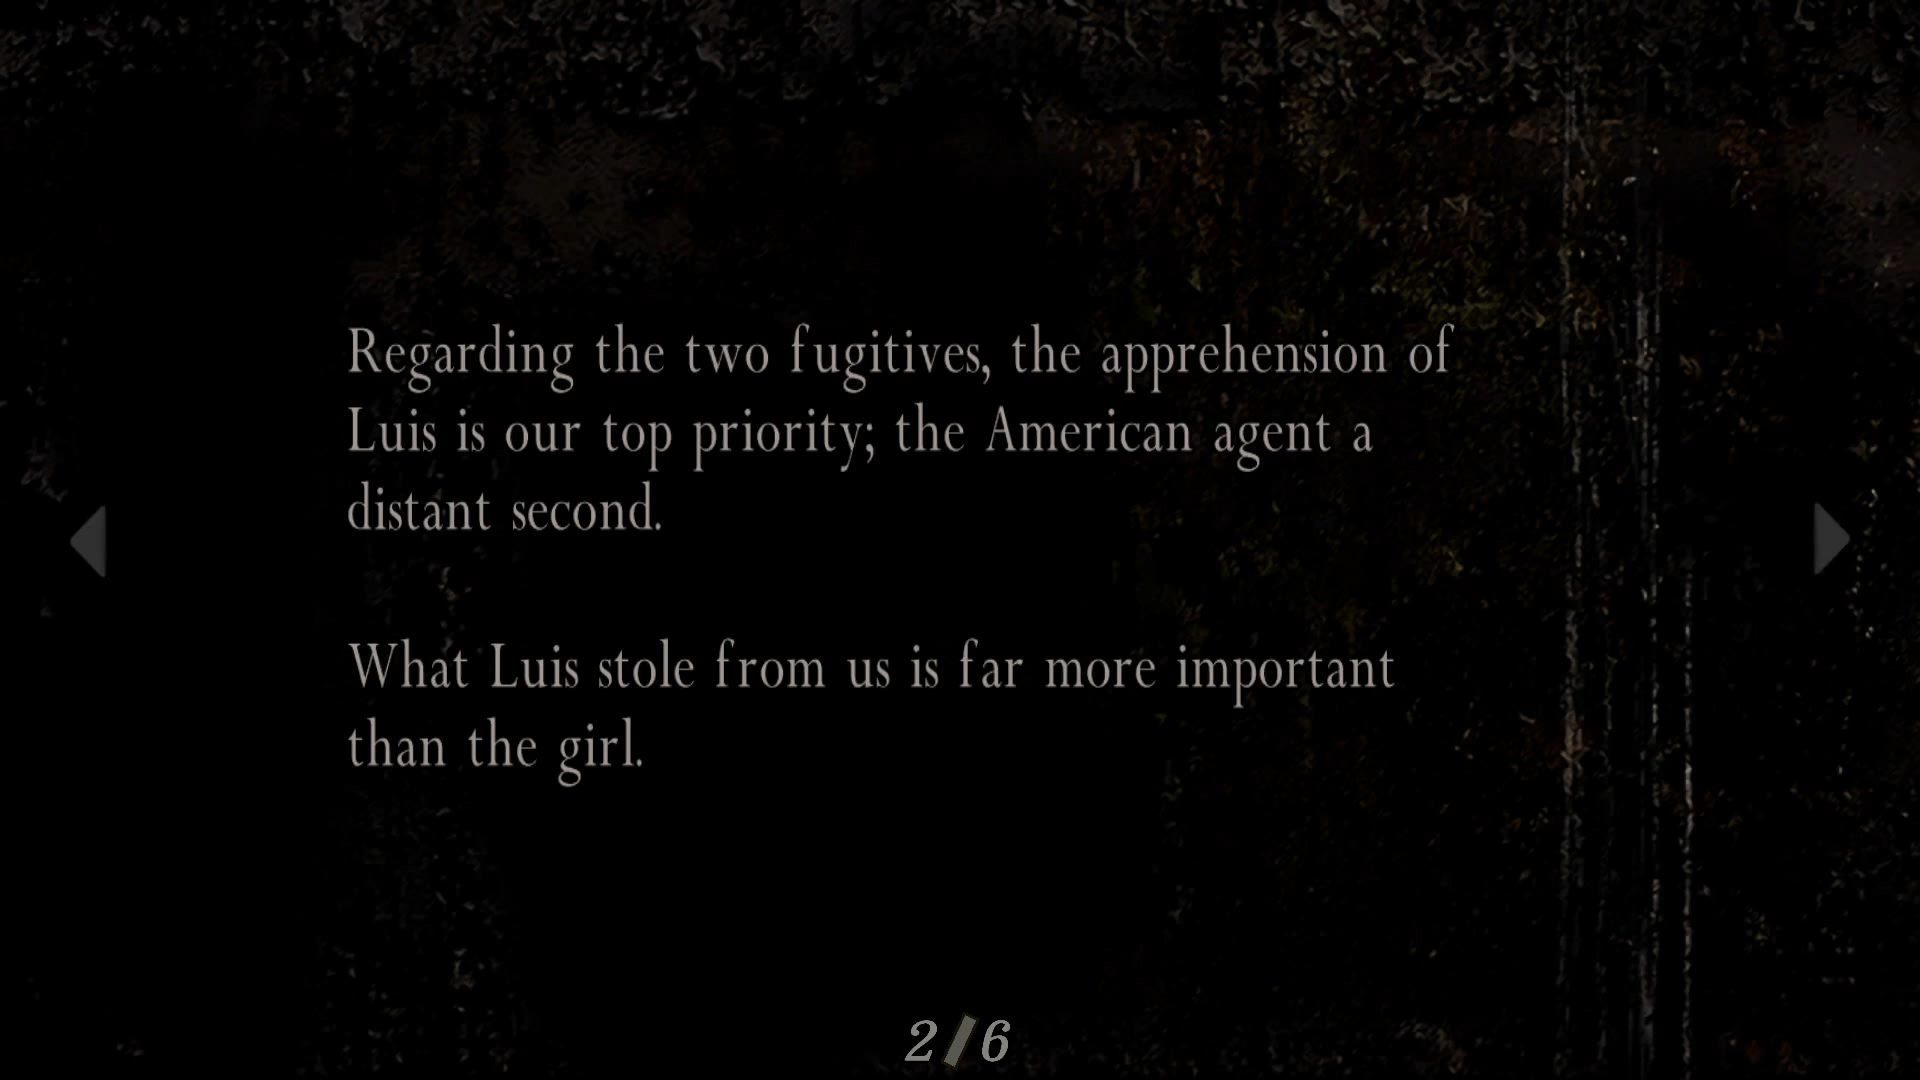 Regarding the two fugitives, the apprehension of
Luis is our top priority; the American agent a
distant second.
What Luis stole from us is far more important
than the girl.
2/6